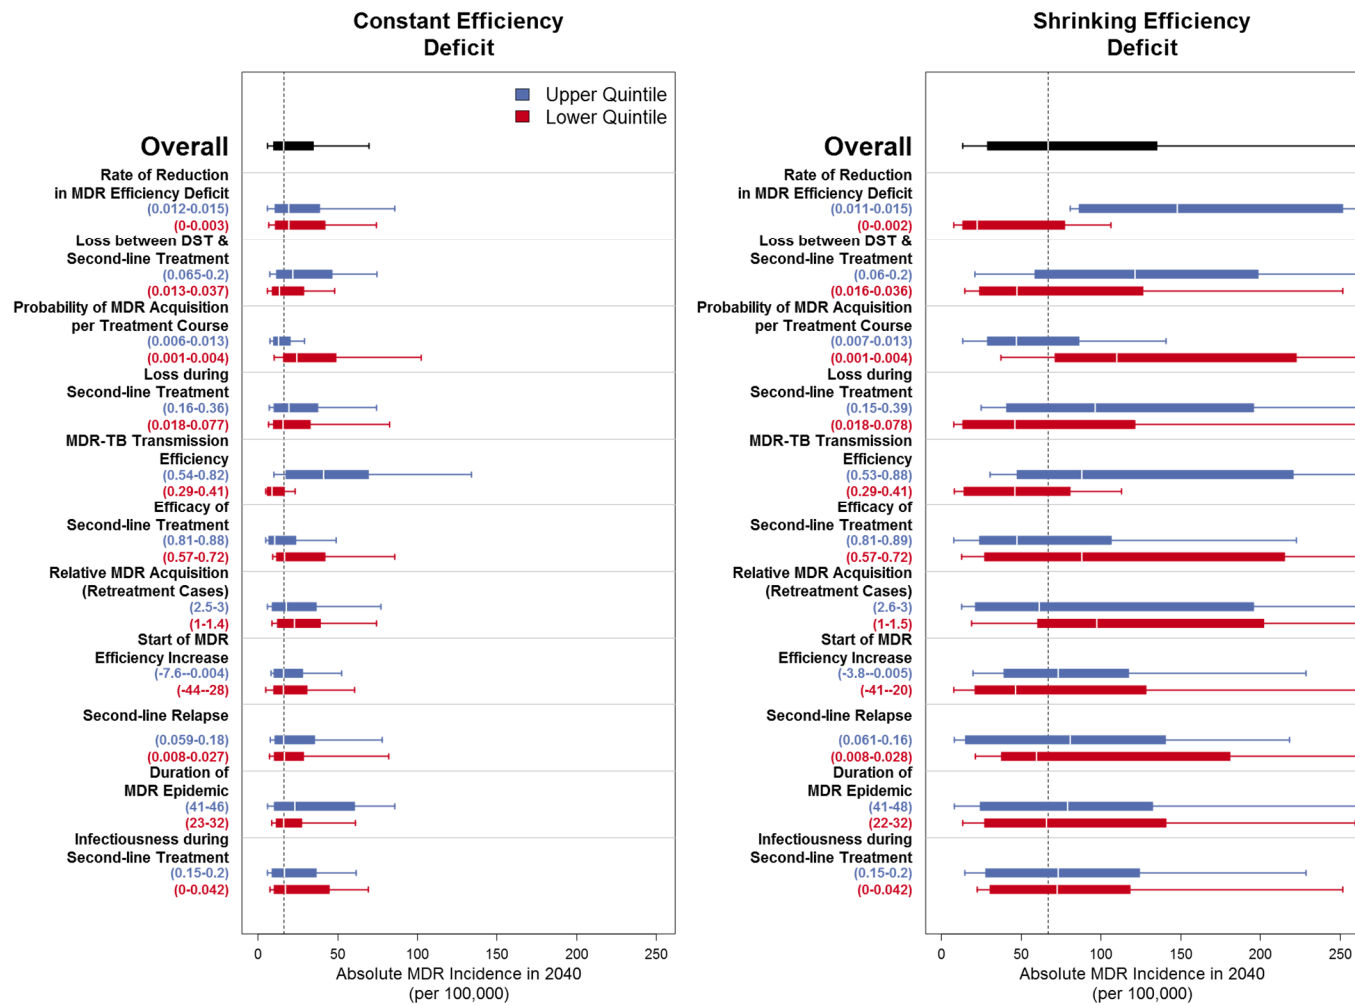 Constant Efficiency
Deficit
Upper Quintile
Lower Quintile
Overall
Rate of Reduction
in MDR Efficiency Deficit
(0.012-0.015)
(0-0.003)
Loss between DST &
Second-line Treatment
(0.065-0.2)
(0.013-0.037)
Probability of MDR Acquisition
per Treatment Course
(0.006-0.013)
(0.001-0.004)
Loss during
Second-line Treatment
(0.16-0.36)
(0.018-0.077)
MDR-TB Transmission
Efficiency
(0.54-0.82)
(0.29-0.41)
Efficacy of
Second-line Treatment
(0.81-0.88)
(0.57-0.72)
Relative MDR Acquisition
(Retreatment Cases)
(2.5-3)
(1-1.4)
Start of MDR
Efficiency Increase
(-7.6--0.004)
(-44--28)
Second-line Relapse
(0.059-0.18)
(0.008-0.027)
Duration of
MDR Epidemic
(41-46)
(23-32)
Infectiousness during
Second-line Treatment
(0.15-0.2)
(0-0.042)
0 50 100 150 200 250
Absolute MDR Incidence in 2040
(per 100,000)
Shrinking Efficiency
Deficit
Overall
Rate of Reduction
in MDR Efficiency Deficit
(0.011-0.015)
(0-0.002)
Loss between DST &
Second-line Treatment
(0.06-0.2)
(0.016-0.036)
Probability of MDR Acquisition
per Treatment Course
(0.007-0.013)
(0.001-0.004)
Loss during
Second-line Treatment
(0.15-0.39)
(0.018-0.078)
MDR-TB Transmission
Efficiency
(0.53-0.88)
(0.29-0.41)
Efficacy of
Second-line Treatment
(0.81-0.89)
(0.57-0.72)
Relative MDR Acquisition
(Retreatment Cases)
(2.6-3)
(1-1.5)
Start of MDR
Efficiency Increase
(-3.8--0.005)
(-41--20)
Second-line Relapse
(0.061-0.16)
(0.008-0.028)
Duration of
MDR Epidemic
(41-48)
(22-32)
Infectiousness during
Second-line Treatment
(0.15-0.2)
(0-0.042)
0 50 100 150 200 250
Absolute MDR Incidence in 2040
(per 100,000)